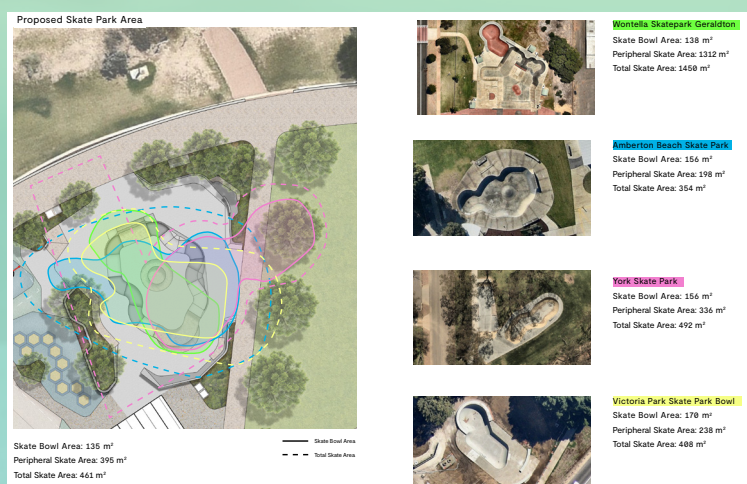 Proposed Skate Park Area
Skate Bowl Area: 135 m²
Peripheral Skate Area: 395 m²
Total Skate Area: 461 m²
Skate Bowl Area
Total Skate Area
Wontella Skatepark Geraldton
Skate Bowl Area: 138 m²
Peripheral Skate Area: 1312 m²
Total Skate Area: 1450 m²
Amberton Beach Skate Park
Skate Bowl Area: 156 m²
Peripheral Skate Area: 198 m²
Total Skate Area: 354 m²
York Skate Park
Skate Bowl Area: 156 m²
Peripheral Skate Area: 336 m²
Total Skate Area: 492 m²
Victoria Park Skate Park Bowl
Skate Bowl Area: 170 m²
Peripheral Skate Area: 238 m²
Total Skate Area: 408 m²